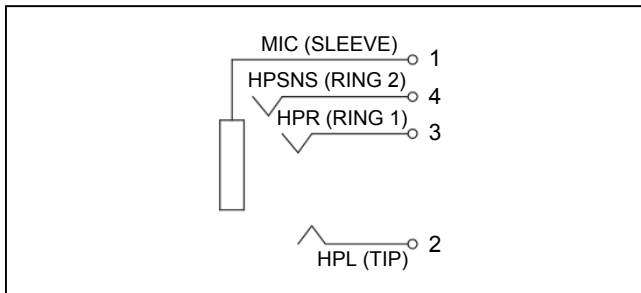 MIC (SLEEVE) 1
HPSNS (RING 2) 4
HPR (RING 1) 3
2
HPL (TIP)